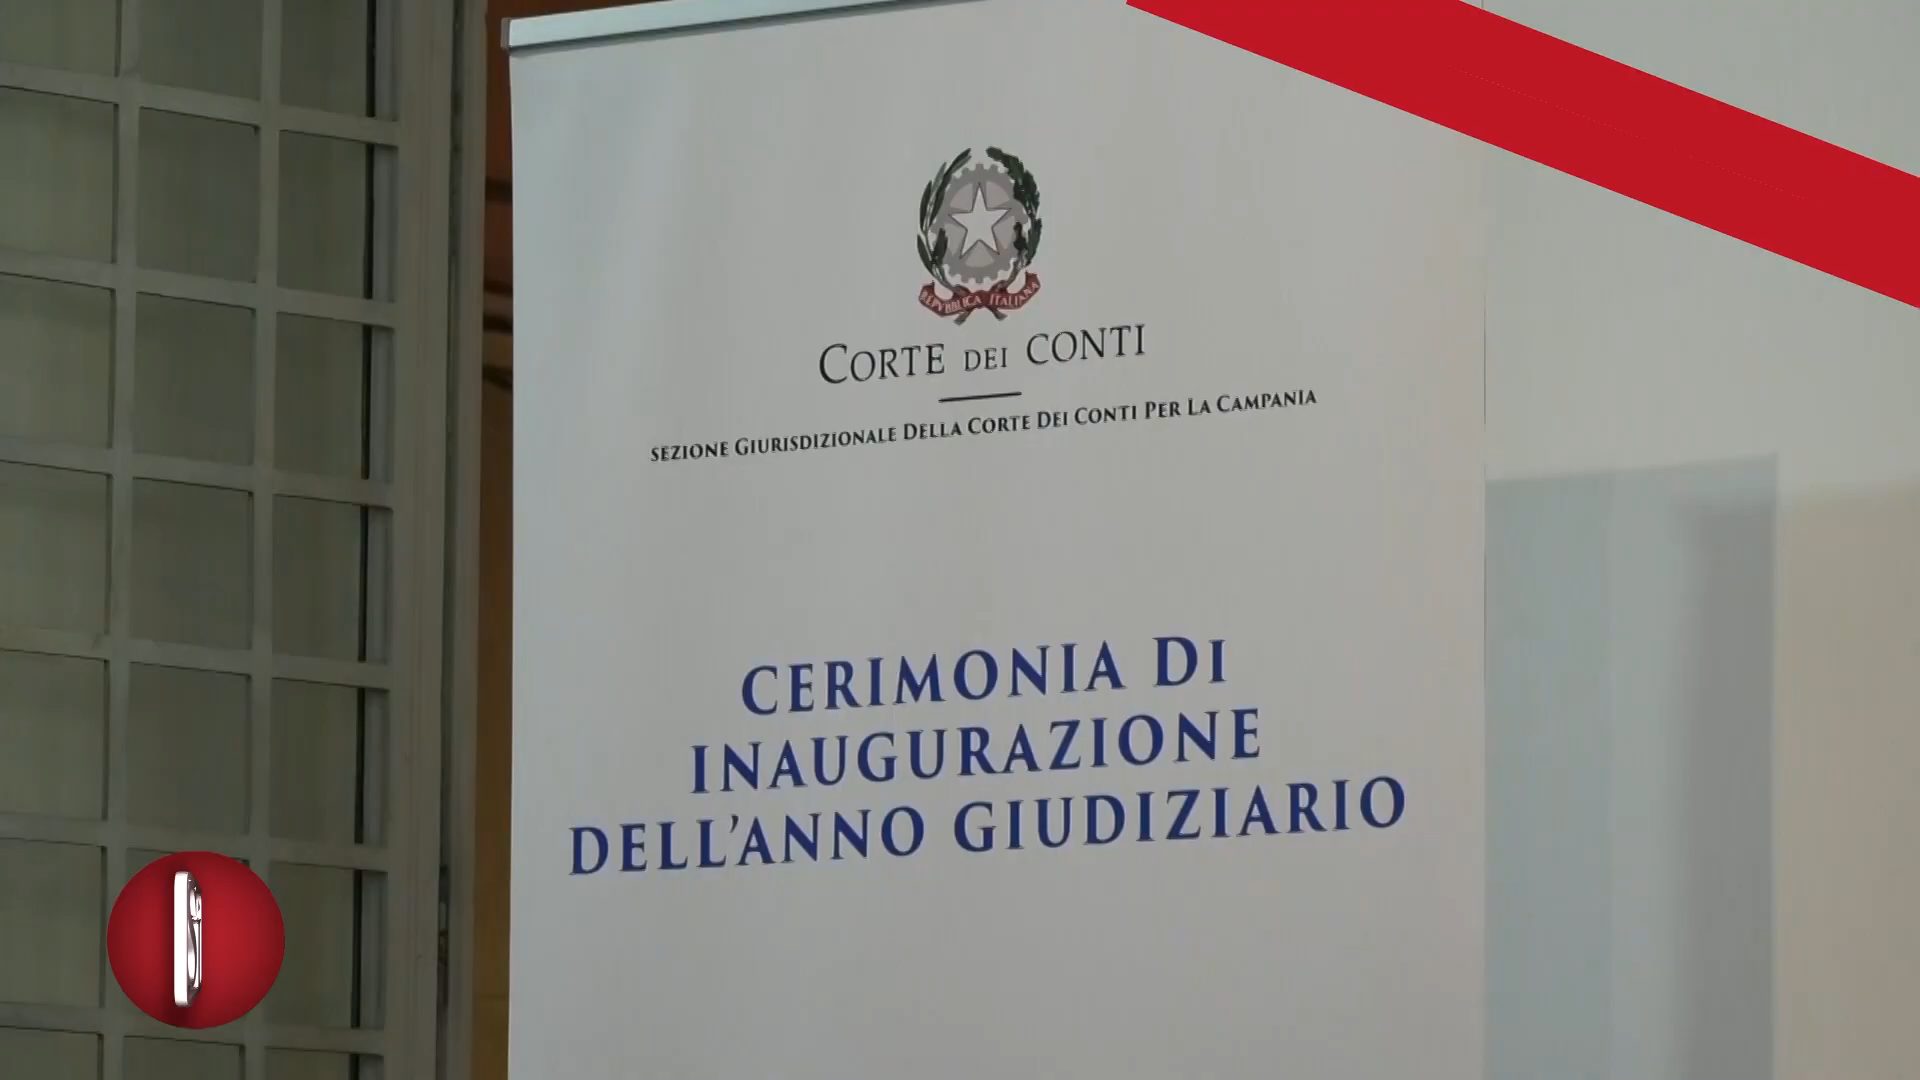 REPVBBLICA ITALIANA
CORTE DEI CONTI
SEZIONE GIURISDIZIONALE DELLA CORTE DEI CONTI PER LA CAMPANIA
CERIMONIA DI
INAUGURAZIONE
DELL'ANNO GIUDIZIARIO